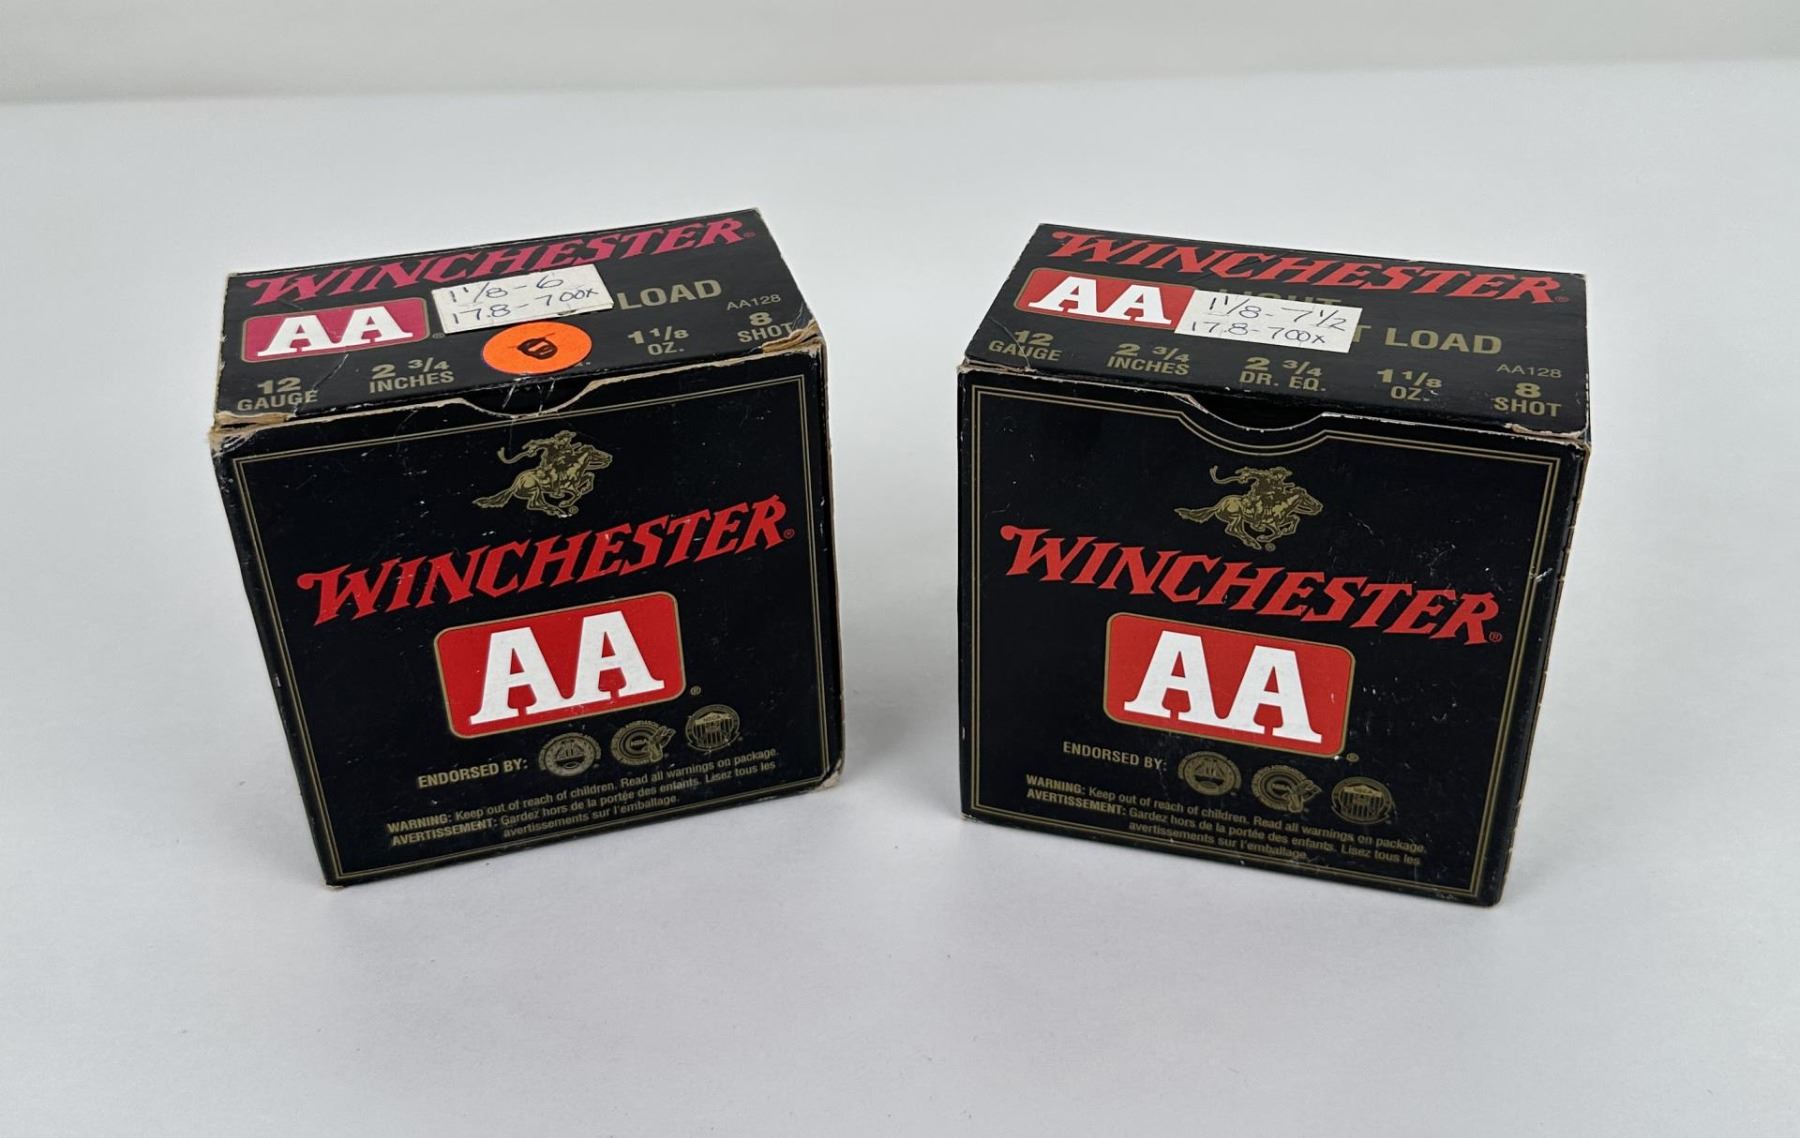 WINCHESTER®
AA®
1 1/8 - 6
17.8 - 700x
LOAD
AA128
12 GAUGE
2 3/4 INCHES
6
1 1/8 OZ.
8 SHOT
WINCHESTER®
AA®
ENDORSED BY:
WARNING: Keep out of reach of children. Read all warnings on package.
AVERTISSEMENT: Gardez hors de la portée des enfants. Lisez tous les
avertissements sur l'emballage.
WINCHESTER®
AA
1 1/8 - 7 1/2
17.8 - 700x
LIGHT
T LOAD
AA128
12 GAUGE
2 3/4 INCHES
2 3/4 DR. EQ.
1 1/8 OZ.
8 SHOT
WINCHESTER®
AA®
ENDORSED BY:
WARNING: Keep out of reach of children. Read all warnings on package.
AVERTISSEMENT: Gardez hors de la portée des enfants. Lisez tous les
avertissements sur l'emballage.